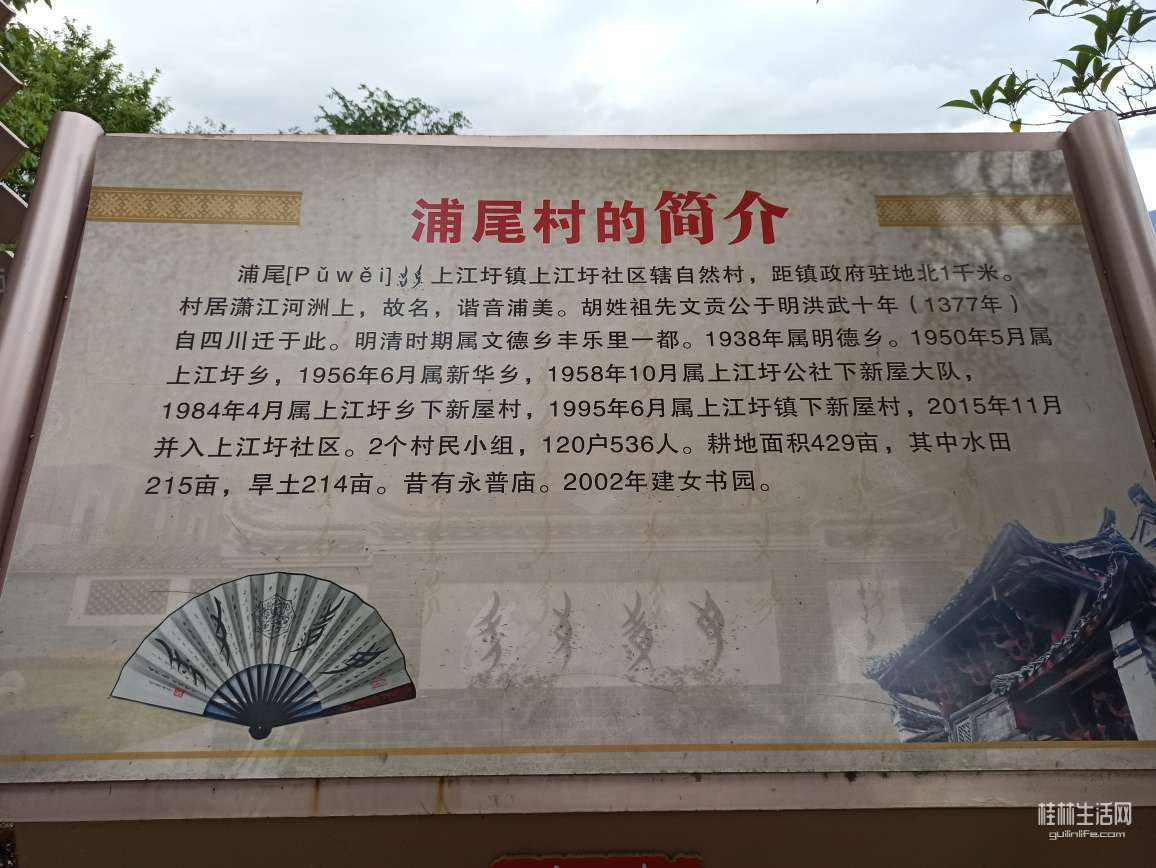 浦尾村的简介
浦尾[Pǔwěi] 上江圩镇上江圩社区辖自然村，距镇政府驻地北1千米。
村居潇江河洲上，故名，谐音浦美。胡姓祖先文贡公于明洪武十年（1377年）
自四川迁于此。明清时期属文德乡丰乐里一都。1938年属明德乡。1950年5月属
上江圩乡，1956年6月属新华乡，1958年10月属上江圩公社下新屋大队，
1984年4月属上江圩乡下新屋村，1995年6月属上江圩镇下新屋村，2015年11月
并入上江圩社区。2个村民小组，120户536人。耕地面积429亩，其中水田
215亩，旱土214亩。昔有永普庙。2002年建女书园。
桂林生活网
guilinlife.com